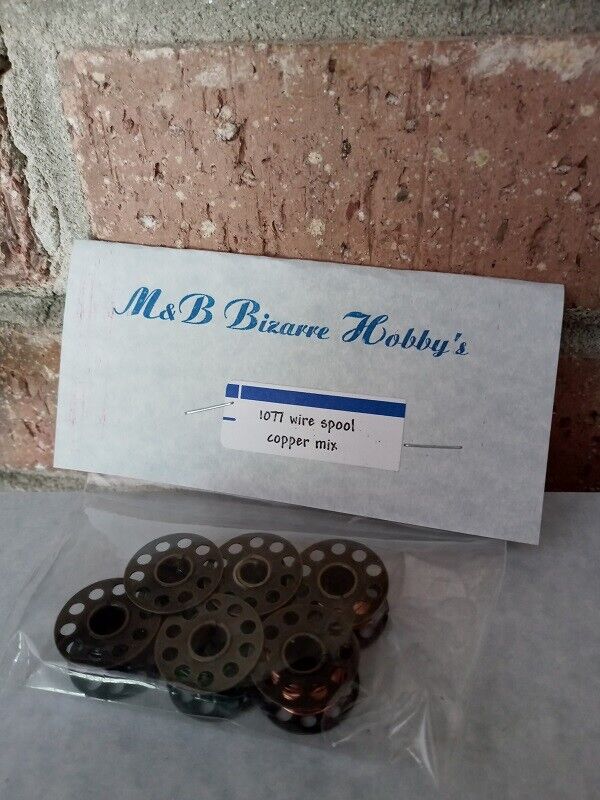 M&B Bizarre Hobby's
1077 wire spool
copper mix